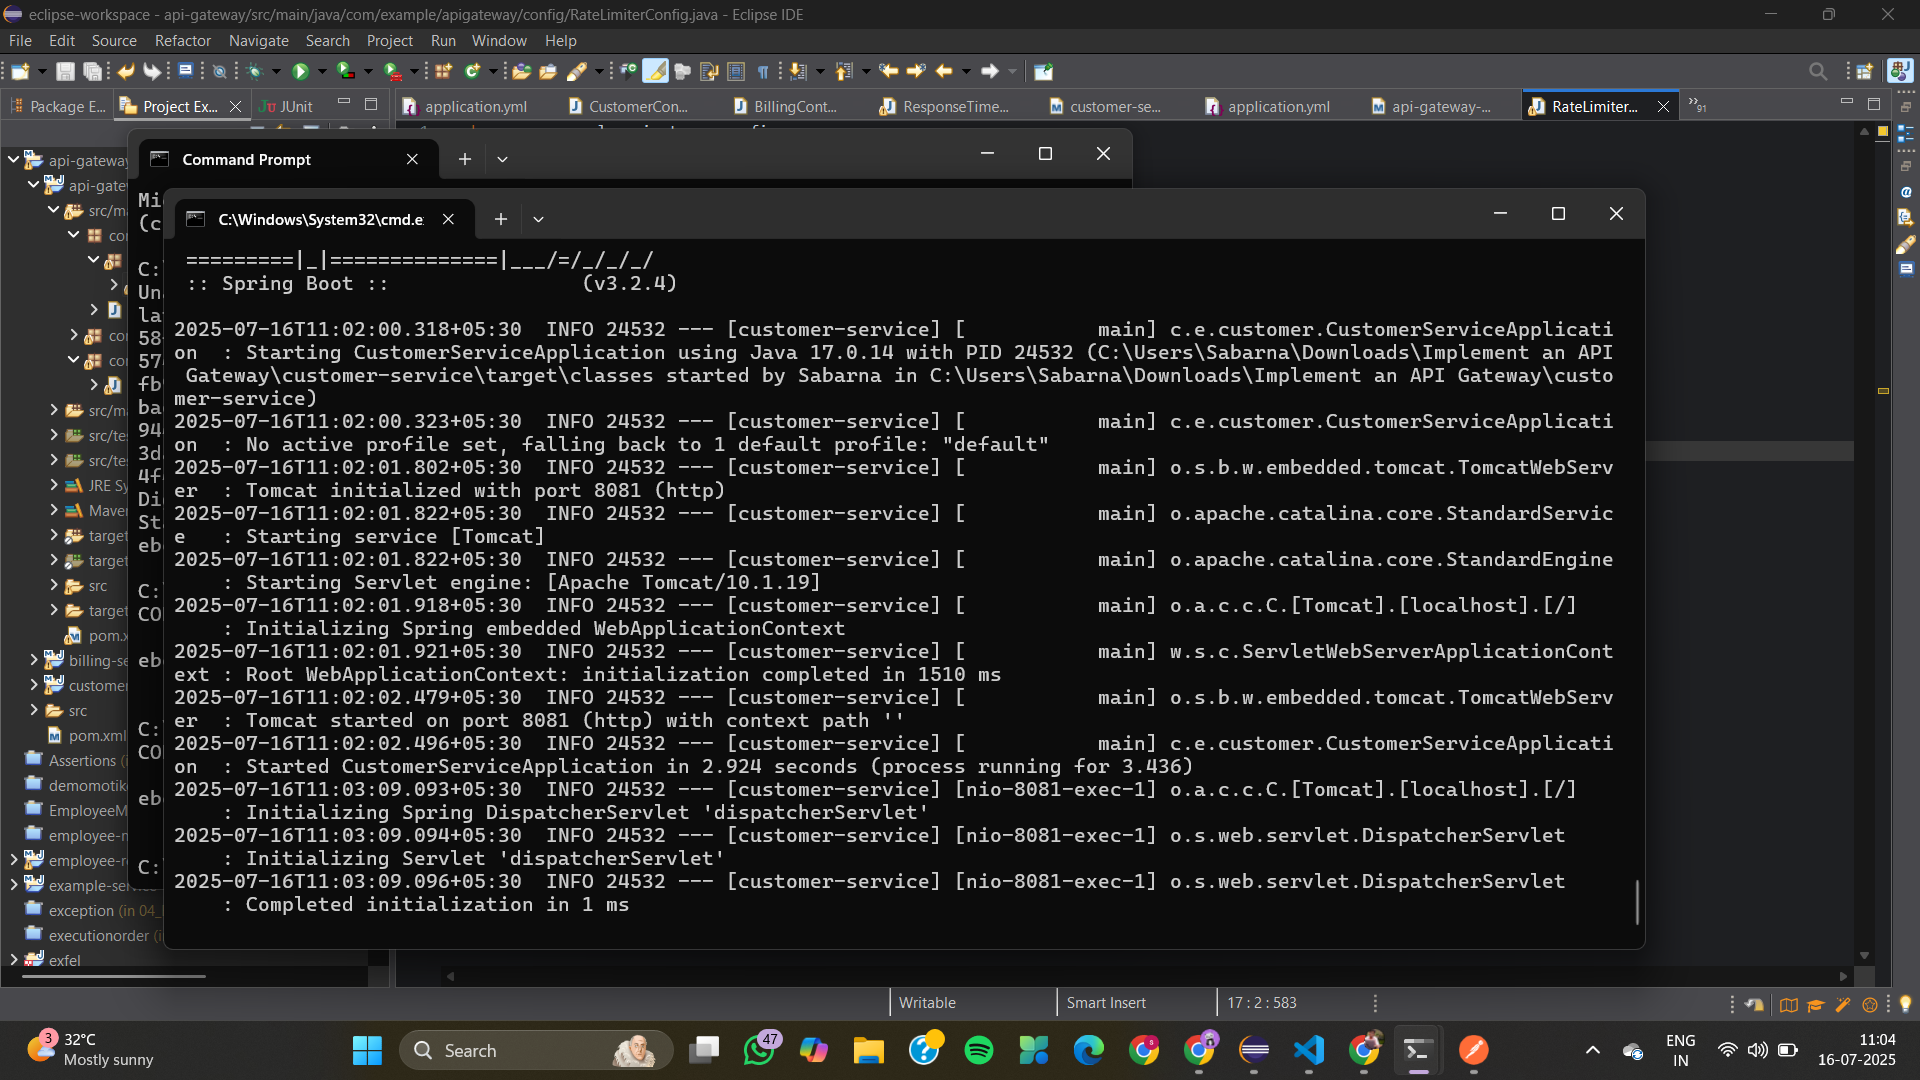 eclipse-workspace - api-gateway/src/main/java/com/example/apigateway/config/RateLimiterConfig.java - Eclipse IDE
File Edit Source Refactor Navigate Search Project Run Window Help
Package E... Project Ex... JUnit application.yml CustomerCon... BillingCont... ResponseTime... customer-se... application.yml api-gateway-... RateLimiter... 91
Command Prompt
C:\Windows\System32\cmd.e
=========|_|==============|___/=/_/_/_/
:: Spring Boot ::                (v3.2.4)
2025-07-16T11:02:00.318+05:30  INFO 24532 --- [customer-service] [           main] c.e.customer.CustomerServiceApplicati
on  : Starting CustomerServiceApplication using Java 17.0.14 with PID 24532 (C:\Users\Sabarna\Downloads\Implement an API
Gateway\customer-service\target\classes started by Sabarna in C:\Users\Sabarna\Downloads\Implement an API Gateway\custo
mer-service)
2025-07-16T11:02:00.323+05:30  INFO 24532 --- [customer-service] [           main] c.e.customer.CustomerServiceApplicati
on  : No active profile set, falling back to 1 default profile: "default"
2025-07-16T11:02:01.802+05:30  INFO 24532 --- [customer-service] [           main] o.s.b.w.embedded.tomcat.TomcatWebServ
er  : Tomcat initialized with port 8081 (http)
2025-07-16T11:02:01.822+05:30  INFO 24532 --- [customer-service] [           main] o.apache.catalina.core.StandardServic
e   : Starting service [Tomcat]
2025-07-16T11:02:01.822+05:30  INFO 24532 --- [customer-service] [           main] o.apache.catalina.core.StandardEngine
: Starting Servlet engine: [Apache Tomcat/10.1.19]
2025-07-16T11:02:01.918+05:30  INFO 24532 --- [customer-service] [           main] o.a.c.c.C.[Tomcat].[localhost].[/]
: Initializing Spring embedded WebApplicationContext
2025-07-16T11:02:01.921+05:30  INFO 24532 --- [customer-service] [           main] w.s.c.ServletWebServerApplicationCont
ext : Root WebApplicationContext: initialization completed in 1510 ms
2025-07-16T11:02:02.479+05:30  INFO 24532 --- [customer-service] [           main] o.s.b.w.embedded.tomcat.TomcatWebServ
er  : Tomcat started on port 8081 (http) with context path ''
2025-07-16T11:02:02.496+05:30  INFO 24532 --- [customer-service] [           main] c.e.customer.CustomerServiceApplicati
on  : Started CustomerServiceApplication in 2.924 seconds (process running for 3.436)
2025-07-16T11:03:09.093+05:30  INFO 24532 --- [customer-service] [nio-8081-exec-1] o.a.c.c.C.[Tomcat].[localhost].[/]
: Initializing Spring DispatcherServlet 'dispatcherServlet'
2025-07-16T11:03:09.094+05:30  INFO 24532 --- [customer-service] [nio-8081-exec-1] o.s.web.servlet.DispatcherServlet
: Initializing Servlet 'dispatcherServlet'
2025-07-16T11:03:09.096+05:30  INFO 24532 --- [customer-service] [nio-8081-exec-1] o.s.web.servlet.DispatcherServlet
: Completed initialization in 1 ms
api-gateway
api-gate
src/m
co
co
co
src/m
src/te
src/te
JRE Sy
Maven
target
target
src
target
pom.x
billing-se
customer
src
pom.xml
Assertions (i
demomotik
EmployeeM
employee-n
employee-r
example-service
exception (in 04_
executionorder (i
exfel
Mi
(c
C:
Un
la
58
57
fb
ba
94
3d
4f
Di
St
eb
C:
CO
eb
C:
CO
eb
C:
Writable Smart Insert 17 : 2 : 583
3 32°C
Mostly sunny
Search
47
ENG
IN
11:04
16-07-2025